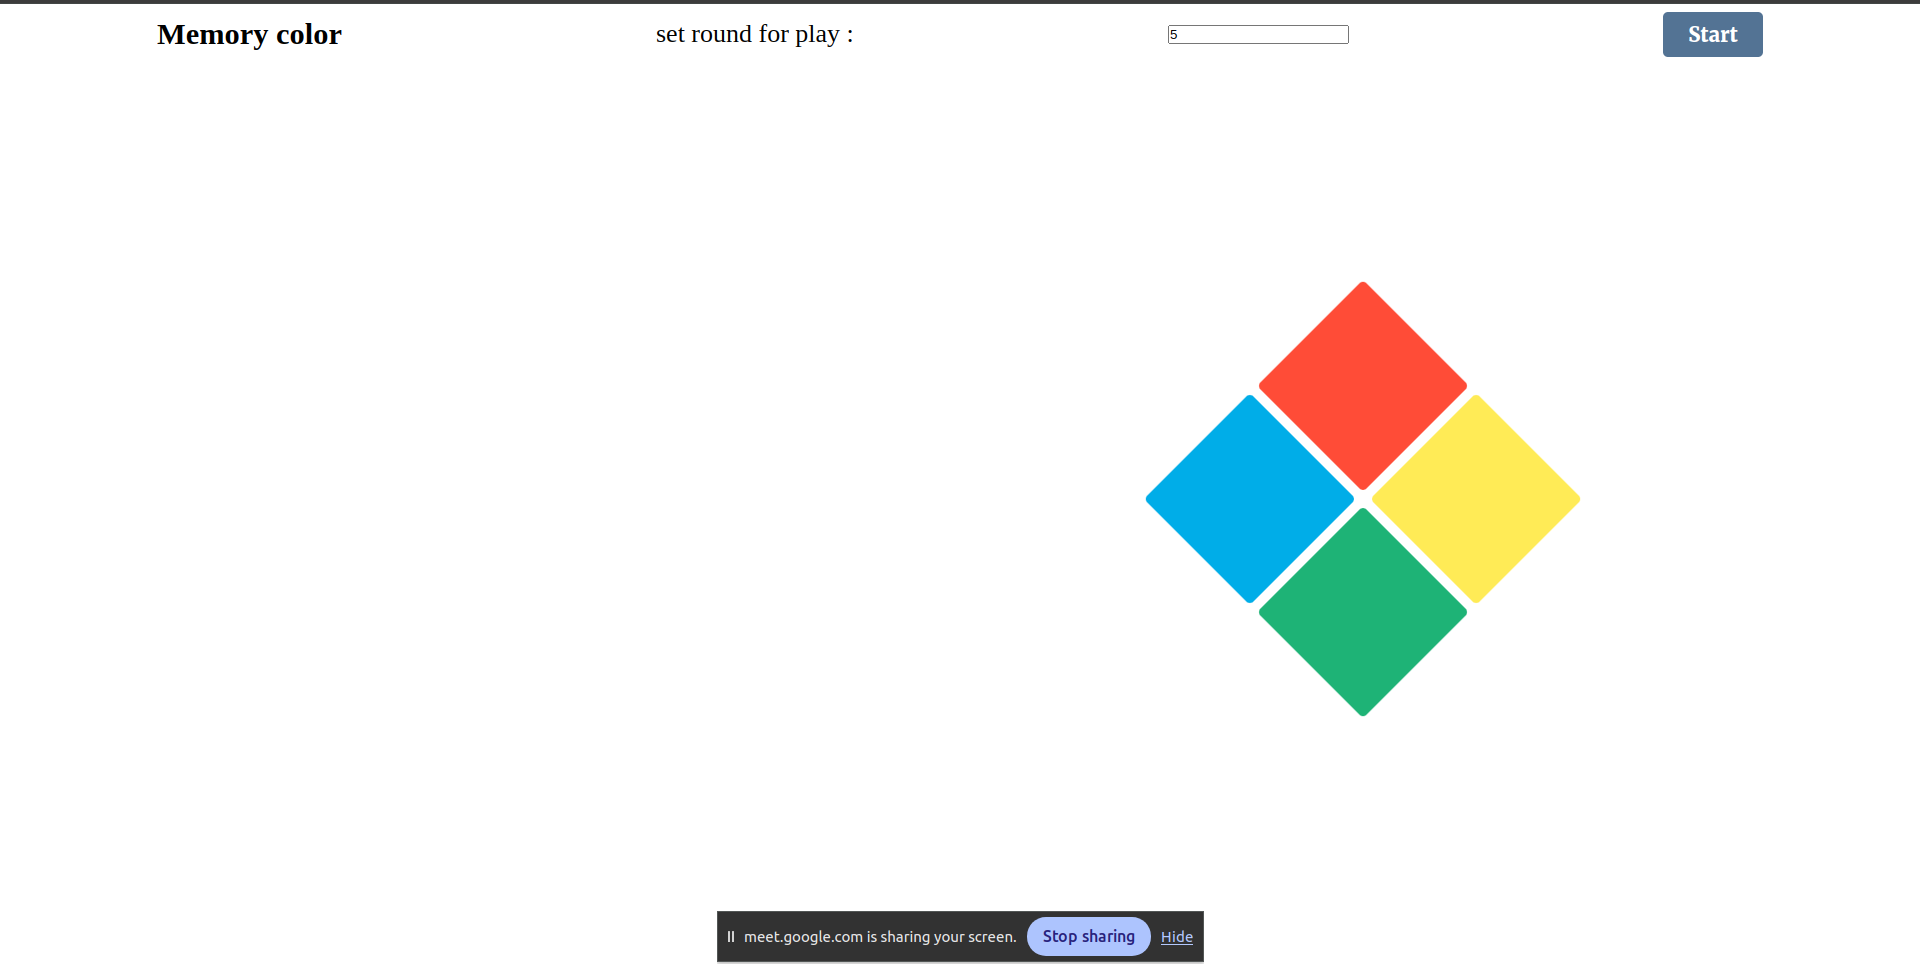 Memory color
set round for play :
5
Start
meet.google.com is sharing your screen.
Stop sharing
Hide